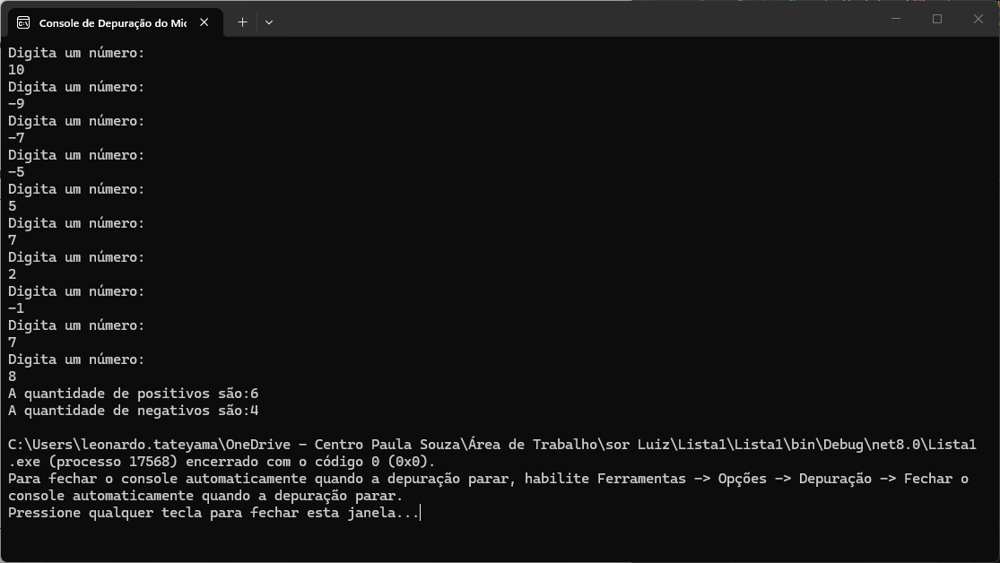 Console de Depuração do Mic
Digita um número:
10
Digita um número:
-9
Digita um número:
-7
Digita um número:
-5
Digita um número:
5
Digita um número:
7
Digita um número:
2
Digita um número:
-1
Digita um número:
7
Digita um número:
8
A quantidade de positivos são:6
A quantidade de negativos são:4
C:\Users\leonardo.tateyama\OneDrive - Centro Paula Souza\Área de Trabalho\sor Luiz\Lista1\Lista1\bin\Debug\net8.0\Lista1
.exe (processo 17568) encerrado com o código 0 (0x0).
Para fechar o console automaticamente quando a depuração parar, habilite Ferramentas -> Opções -> Depuração -> Fechar o
console automaticamente quando a depuração parar.
Pressione qualquer tecla para fechar esta janela...